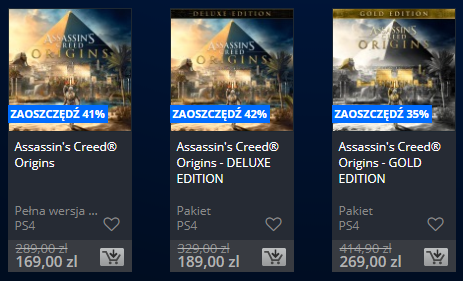 ASSASSIN'S
CREED
ORIGINS
ZAOSZCZĘDŹ 41%
Assassin's Creed®
Origins
Pełna wersja ...
PS4
289,00 zł
169,00 zł
DELUXE EDITION
ASSASSIN'S
CREED
ORIGINS
ZAOSZCZĘDŹ 42%
Assassin's Creed®
Origins - DELUXE
EDITION
Pakiet
PS4
329,00 zł
189,00 zł
GOLD EDITION
ASSASSIN'S
CREED
ORIGINS
ZAOSZCZĘDŹ 35%
Assassin's Creed®
Origins - GOLD
EDITION
Pakiet
PS4
414,90 zł
269,00 zł